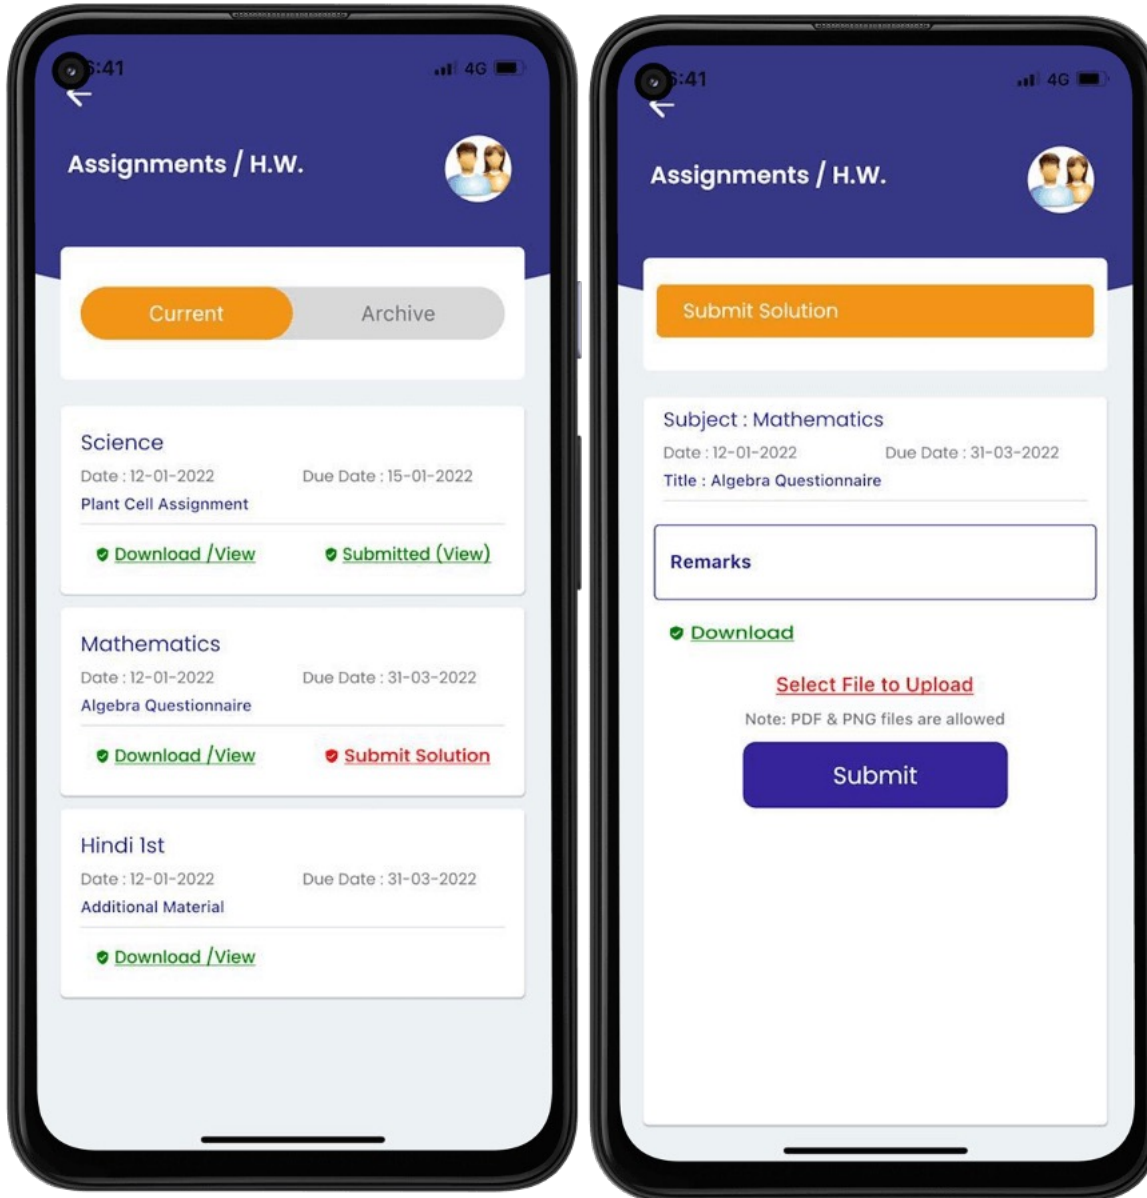 :41
4G
Assignments / H.W.
Current Archive
Science
Date : 12-01-2022 Due Date : 15-01-2022
Plant Cell Assignment
Download /View Submitted (View)
Mathematics
Date : 12-01-2022 Due Date : 31-03-2022
Algebra Questionnaire
Download /View Submit Solution
Hindi 1st
Date : 12-01-2022 Due Date : 31-03-2022
Additional Material
Download /View
:41
4G
Assignments / H.W.
Submit Solution
Subject : Mathematics
Date : 12-01-2022 Due Date : 31-03-2022
Title : Algebra Questionnaire
Remarks
Download
Select File to Upload
Note: PDF & PNG files are allowed
Submit